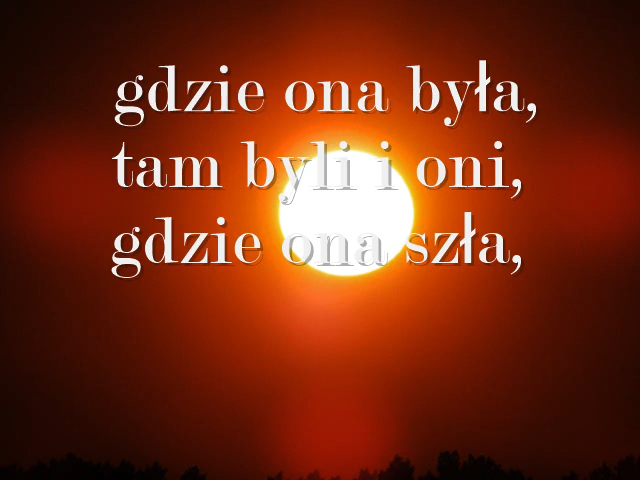 gdzie ona była,
tam byli i oni,
gdzie ona szła,